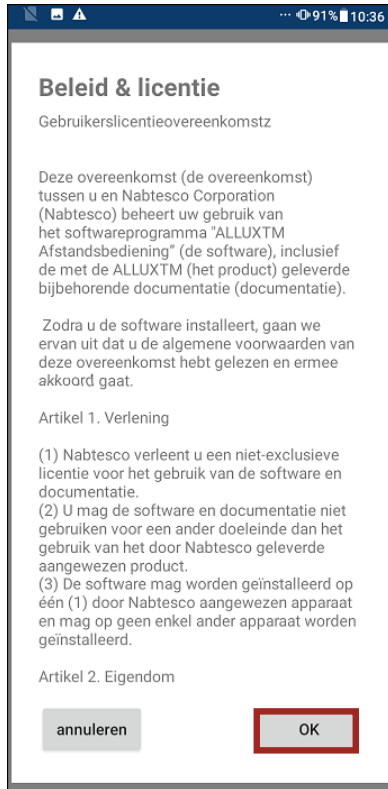 91% 10:36
Beleid & licentie
Gebruikerslicentieovereenkomstz
Deze overeenkomst (de overeenkomst)
tussen u en Nabtesco Corporation
(Nabtesco) beheert uw gebruik van
het softwareprogramma "ALLUXTM
Afstandsbediening" (de software), inclusief
de met de ALLUXTM (het product) geleverde
bijbehorende documentatie (documentatie).
Zodra u de software installeert, gaan we
ervan uit dat u de algemene voorwaarden van
deze overeenkomst hebt gelezen en ermee
akkoord gaat.
Artikel 1. Verlening
(1) Nabtesco verleent u een niet-exclusieve
licentie voor het gebruik van de software en
documentatie.
(2) U mag de software en documentatie niet
gebruiken voor een ander doeleinde dan het
gebruik van het door Nabtesco geleverde
aangewezen product.
(3) De software mag worden geïnstalleerd op
één (1) door Nabtesco aangewezen apparaat
en mag op geen enkel ander apparaat worden
geïnstalleerd.
Artikel 2. Eigendom
annuleren OK